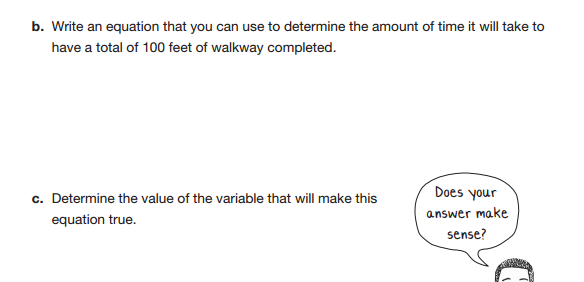 b. Write an equation that you can use to determine the amount of time it will take to
have a total of 100 feet of walkway completed.
c. Determine the value of the variable that will make this
equation true.
Does your
answer make
sense?